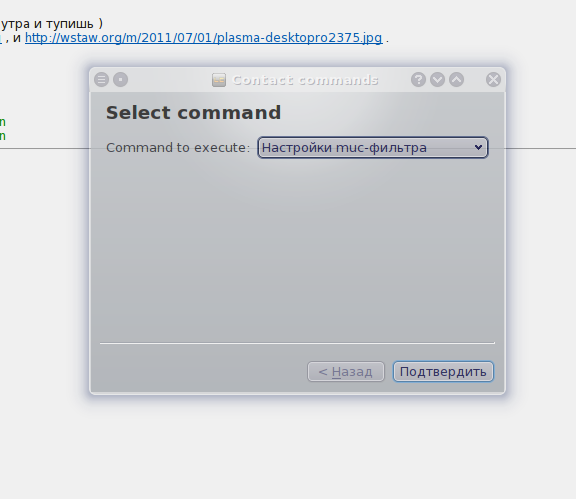 утра и тупишь )
, и http://wstaw.org/m/2011/07/01/plasma-desktopro2375.jpg .
Contact commands
Select command
n
n
Command to execute: Настройки muc-фильтра
< Назад Подтвердить